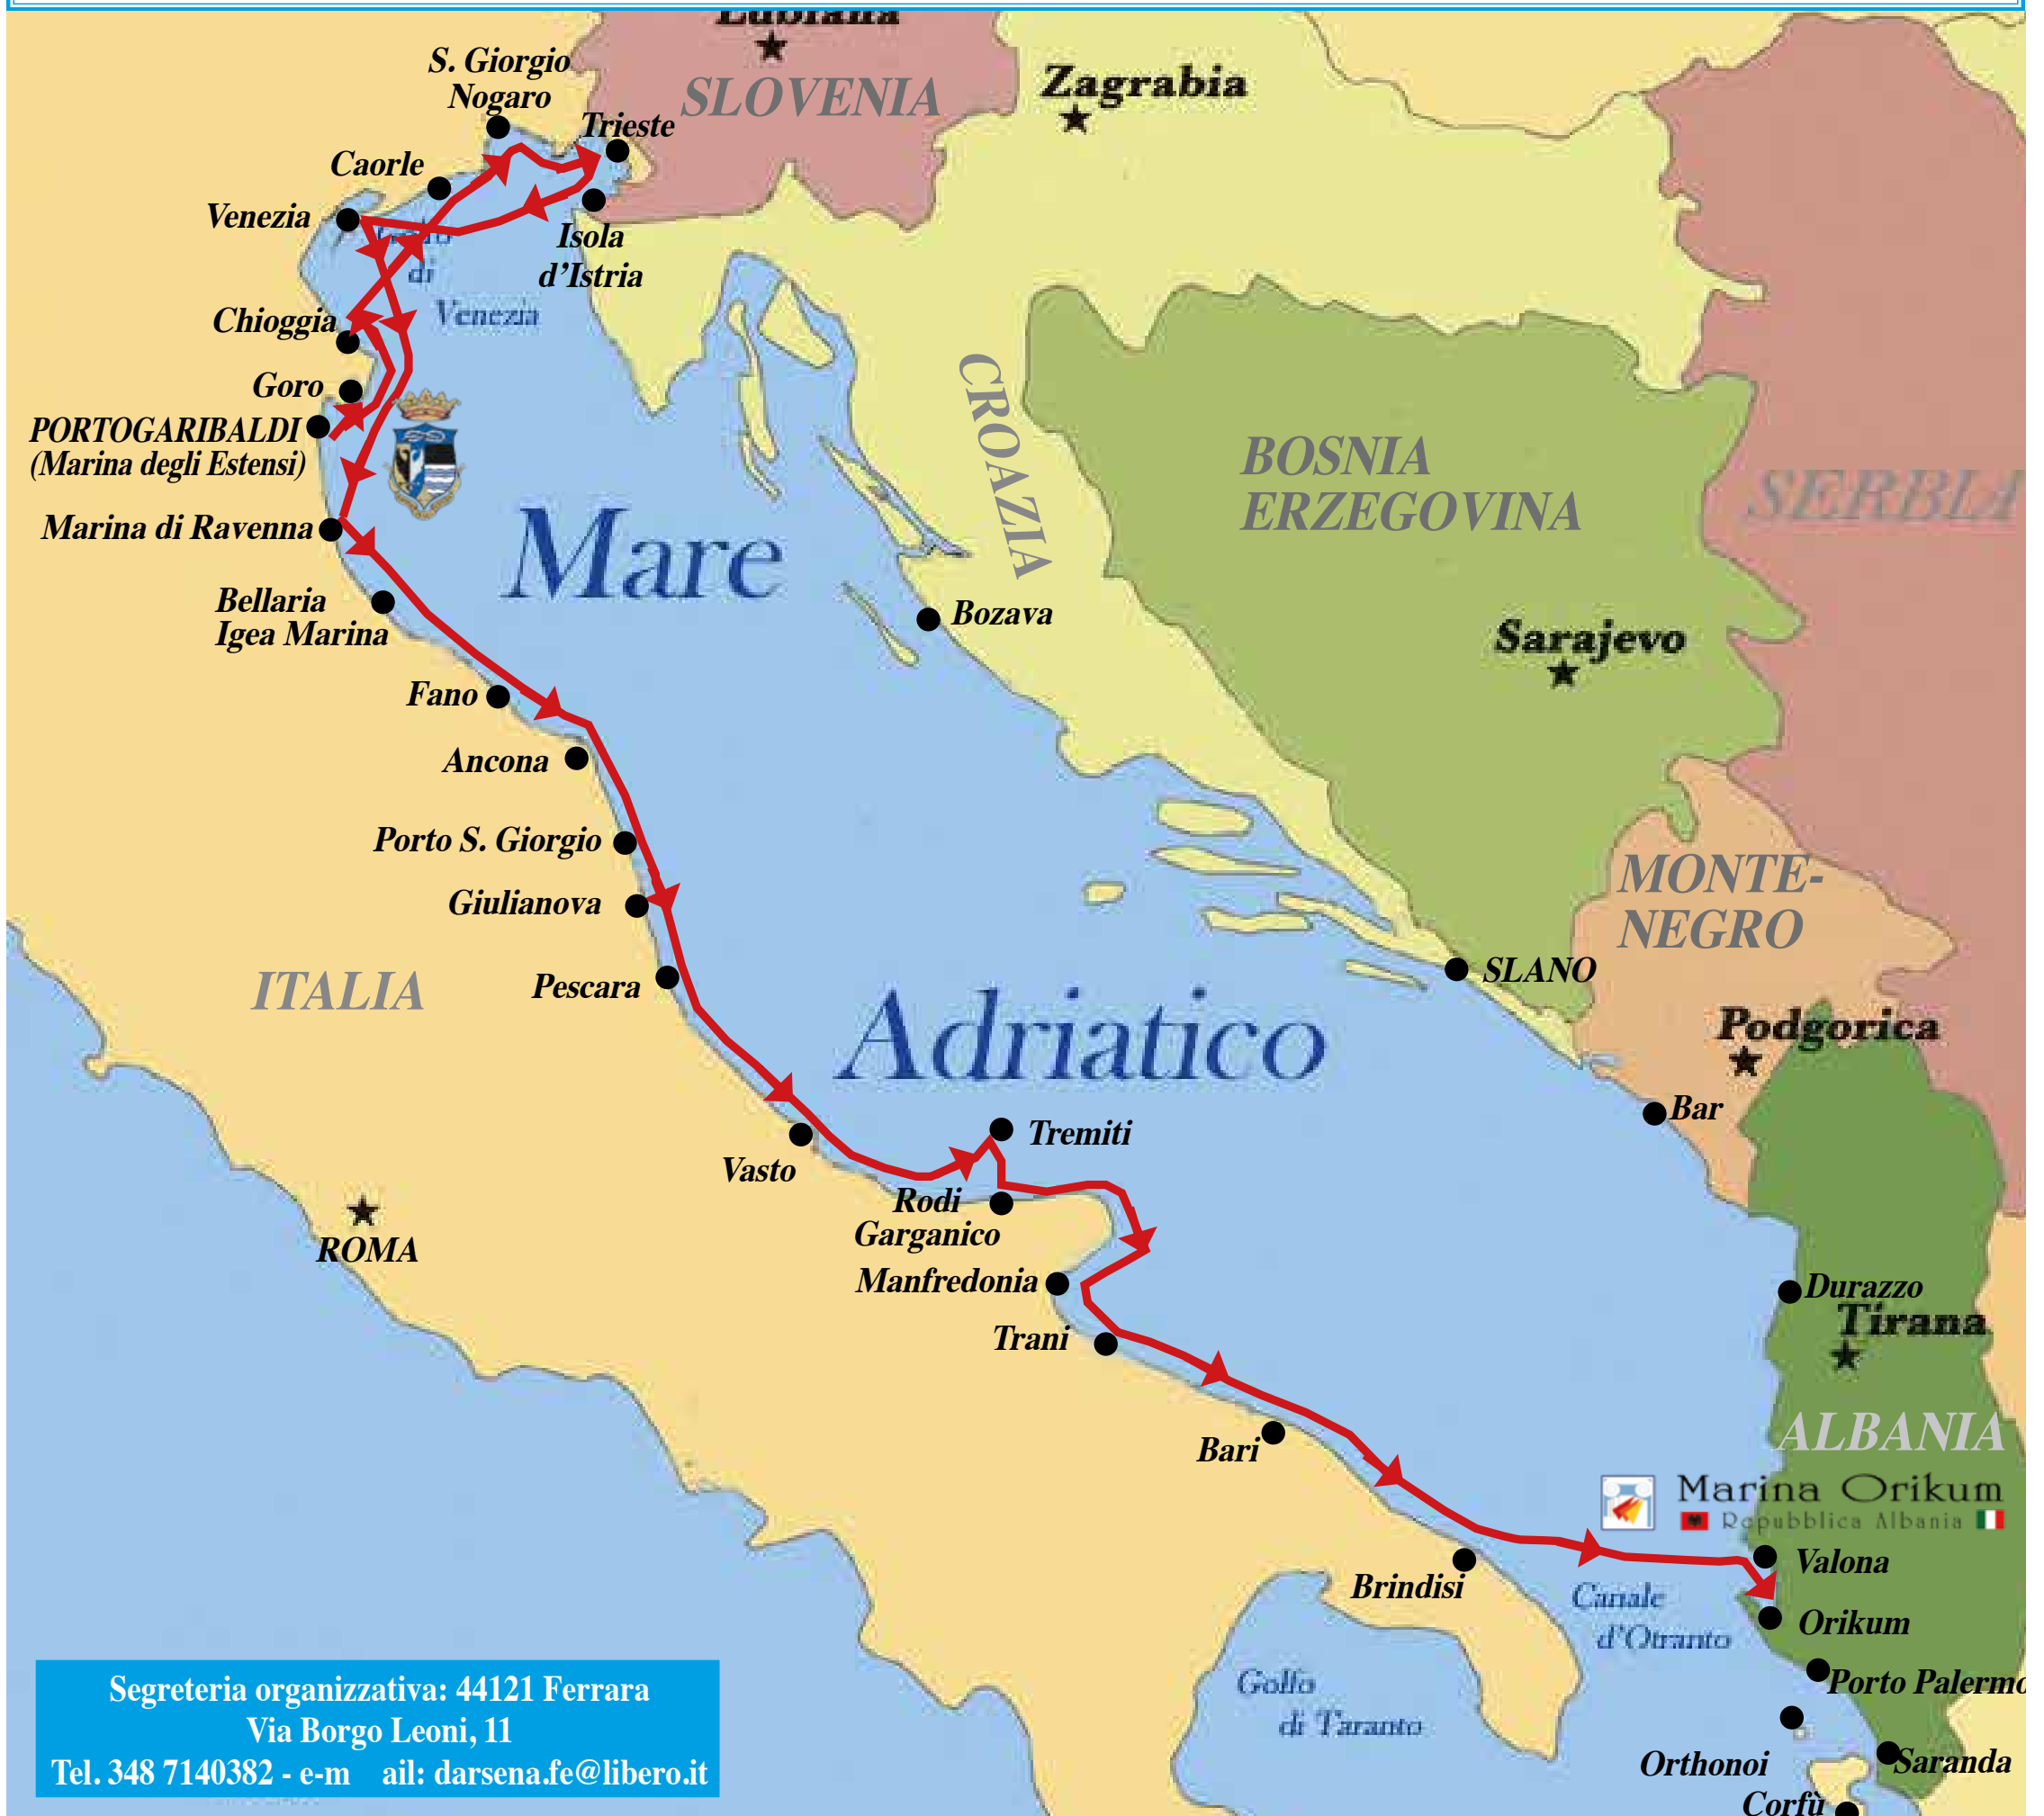 Lubiana
S. Giorgio
Nogaro
SLOVENIA
Zagrabia
Trieste
Caorle
Venezia
Golfo
di
Venezia
Isola
d'Istria
Chioggia
Goro
PORTOGARIBALDI
(Marina degli Estensi)
CROAZIA
BOSNIA
ERZEGOVINA
SERBIA
Marina di Ravenna
Mare
Bellaria
Igea Marina
Bozava
Sarajevo
Fano
Ancona
Porto S. Giorgio
Giulianova
MONTE-
NEGRO
ITALIA
Pescara
SLANO
Adriatico
Podgorica
Bar
Tremiti
Vasto
Rodi
Garganico
ROMA
Manfredonia
Durazzo
Tirana
Trani
Bari
ALBANIA
Marina Orikum
Repubblica Albania
Valona
Brindisi
Canale
d'Otranto
Orikum
Golfo
di Taranto
Porto Palermo
Orthonoi
Saranda
Corfù
Segreteria organizzativa: 44121 Ferrara
Via Borgo Leoni, 11
Tel. 348 7140382 - e-m ail: darsena.fe@libero.it